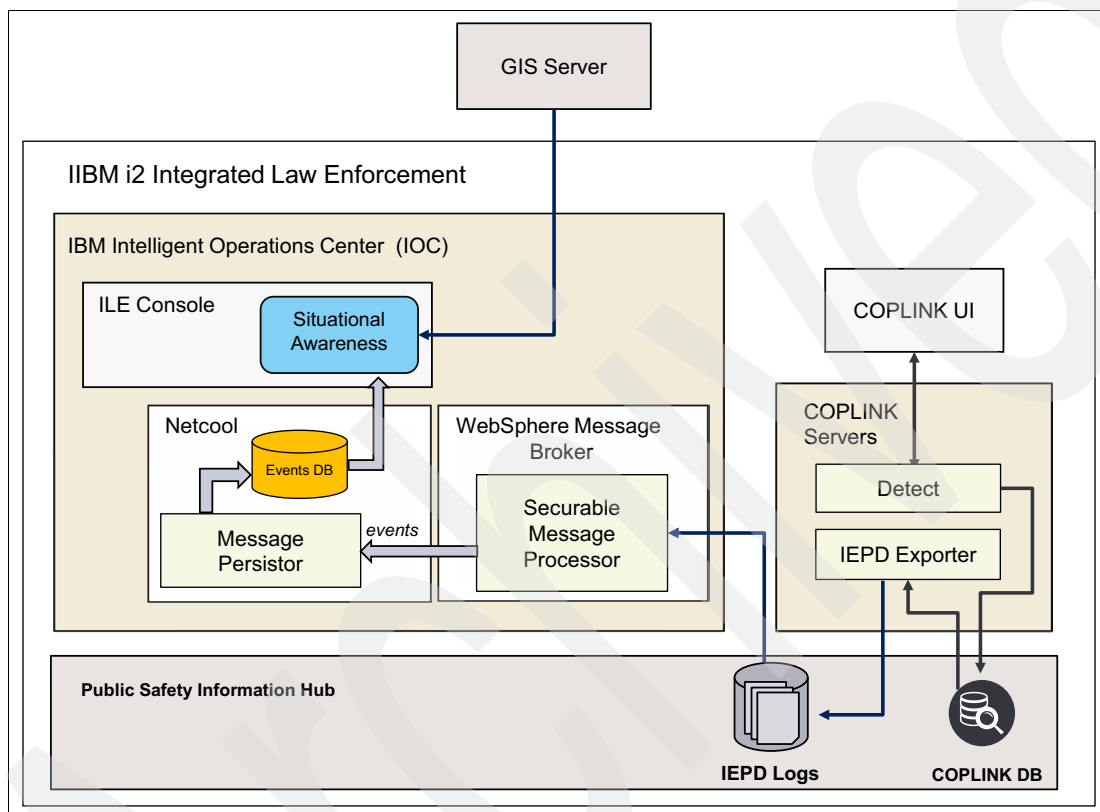 GIS Server
IIBM i2 Integrated Law Enforcement
IBM Intelligent Operations Center (IOC)
ILE Console
Situational
Awareness
COPLINK UI
Netcool
Events DB
Message
Persistor
events
WebSphere Message
Broker
Securable
Message
Processor
COPLINK
Servers
Detect
IEPD Exporter
Public Safety Information Hub
IEPD Logs
COPLINK DB
Archived